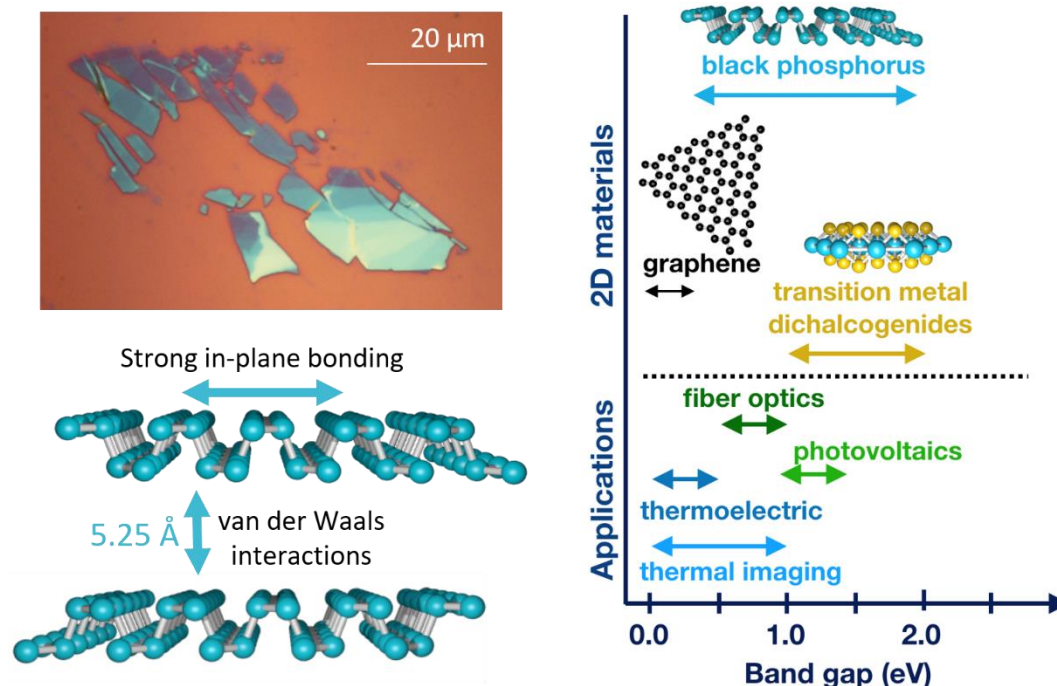 20 µm
Strong in-plane bonding
5.25 Å
van der Waals
interactions
black phosphorus
2D materials
graphene
transition metal
dichalcogenides
Applications
fiber optics
photovoltaics
thermoelectric
thermal imaging
0.0 1.0 2.0
Band gap (eV)